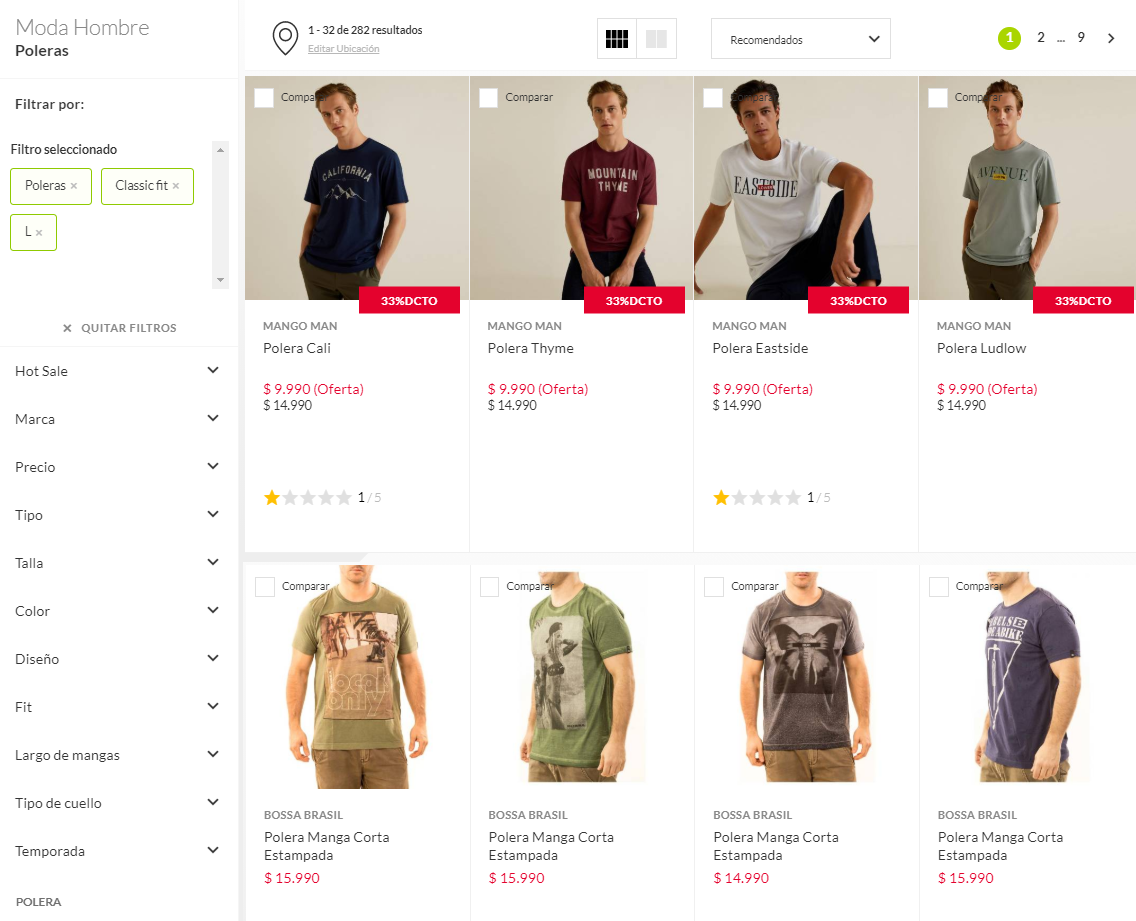 Moda Hombre
Poleras
Filtrar por:
Filtro seleccionado
Poleras ×
Classic fit ×
L ×
× QUITAR FILTROS
Hot Sale
Marca
Precio
Tipo
Talla
Color
Diseño
Fit
Largo de mangas
Tipo de cuello
Temporada
POLERA
1 - 32 de 282 resultados
Editar Ubicación
Recomendados
1 2 ... 9
Comparar
CALIFORNIA
33%DCTO
MANGO MAN
Polera Cali
$ 9.990 (Oferta)
$ 14.990
1 / 5
Comparar
MOUNTAIN
THYME
33%DCTO
MANGO MAN
Polera Thyme
$ 9.990 (Oferta)
$ 14.990
Comparar
EASTSIDE
33%DCTO
MANGO MAN
Polera Eastside
$ 9.990 (Oferta)
$ 14.990
1 / 5
Comparar
AVENUE
33%DCTO
MANGO MAN
Polera Ludlow
$ 9.990 (Oferta)
$ 14.990
Comparar
local
only
BOSSA BRASIL
Polera Manga Corta
Estampada
$ 15.990
Comparar
BOSSA BRASIL
Polera Manga Corta
Estampada
$ 15.990
Comparar
BOSSA BRASIL
Polera Manga Corta
Estampada
$ 14.990
Comparar
BOSSA BRASIL
Polera Manga Corta
Estampada
$ 15.990